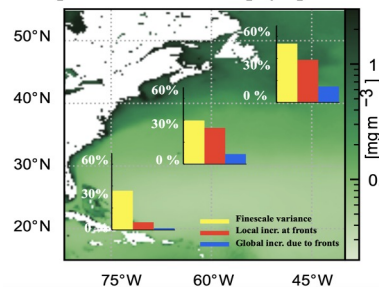 50°N
40°N
30°N
20°N
75°W 60°W 45°W
60%
30%
0 %
60%
30%
0 %
60%
30%
Finescale variance
Local incr. at fronts
Global incr. due to fronts
1
0
[mg m⁻³]